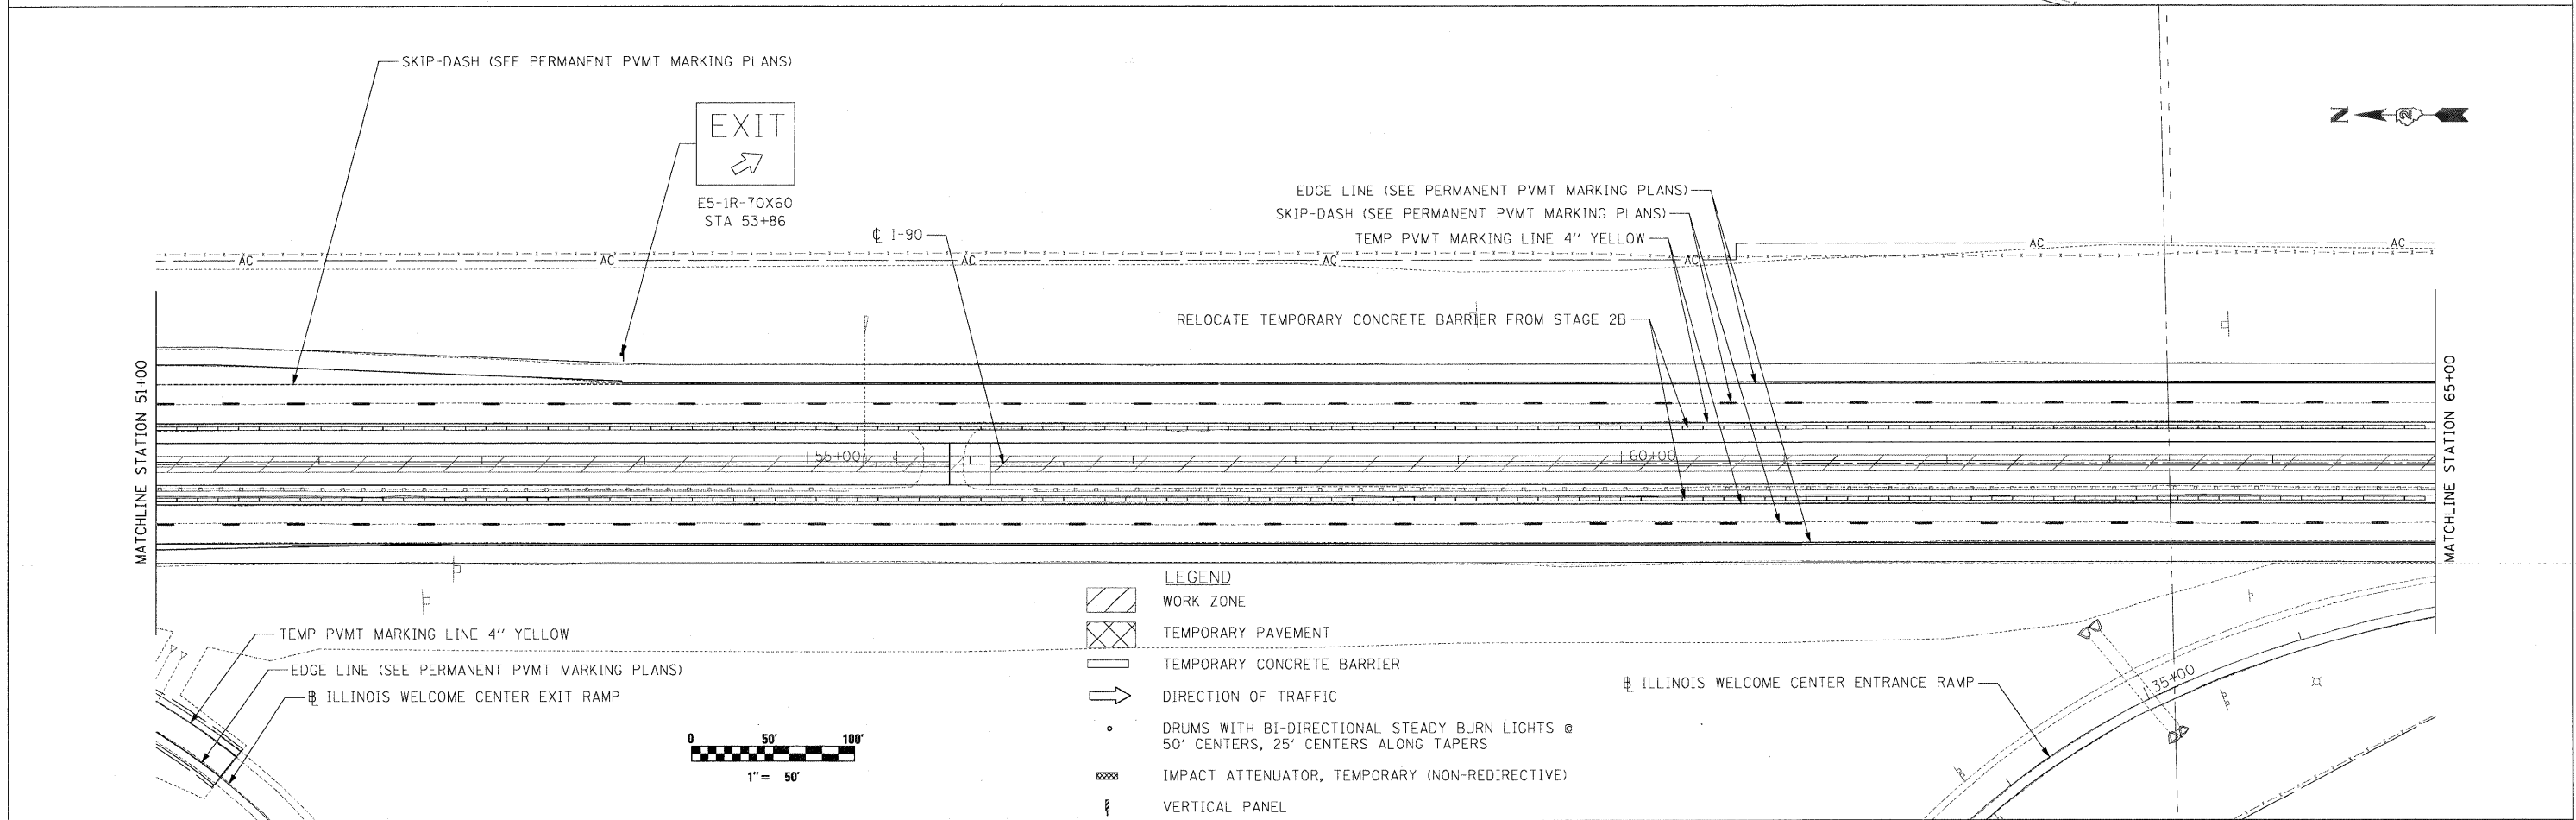 SKIP-DASH (SEE PERMANENT PVMT MARKING PLANS)
EXIT
E5-1R-70X60
STA 53+86
℄ I-90
N
2
EDGE LINE (SEE PERMANENT PVMT MARKING PLANS)
SKIP-DASH (SEE PERMANENT PVMT MARKING PLANS)
TEMP PVMT MARKING LINE 4'' YELLOW
AC
AC
AC
AC
AC
AC
AC
RELOCATE TEMPORARY CONCRETE BARRIER FROM STAGE 2B
MATCHLINE STATION 51+00
MATCHLINE STATION 65+00
55+00
60+00
LEGEND
WORK ZONE
TEMPORARY PAVEMENT
TEMPORARY CONCRETE BARRIER
DIRECTION OF TRAFFIC
DRUMS WITH BI-DIRECTIONAL STEADY BURN LIGHTS @
50' CENTERS, 25' CENTERS ALONG TAPERS
IMPACT ATTENUATOR, TEMPORARY (NON-REDIRECTIVE)
VERTICAL PANEL
TEMP PVMT MARKING LINE 4'' YELLOW
EDGE LINE (SEE PERMANENT PVMT MARKING PLANS)
ILLINOIS WELCOME CENTER EXIT RAMP
0 50' 100'
1"= 50'
ILLINOIS WELCOME CENTER ENTRANCE RAMP
35+00